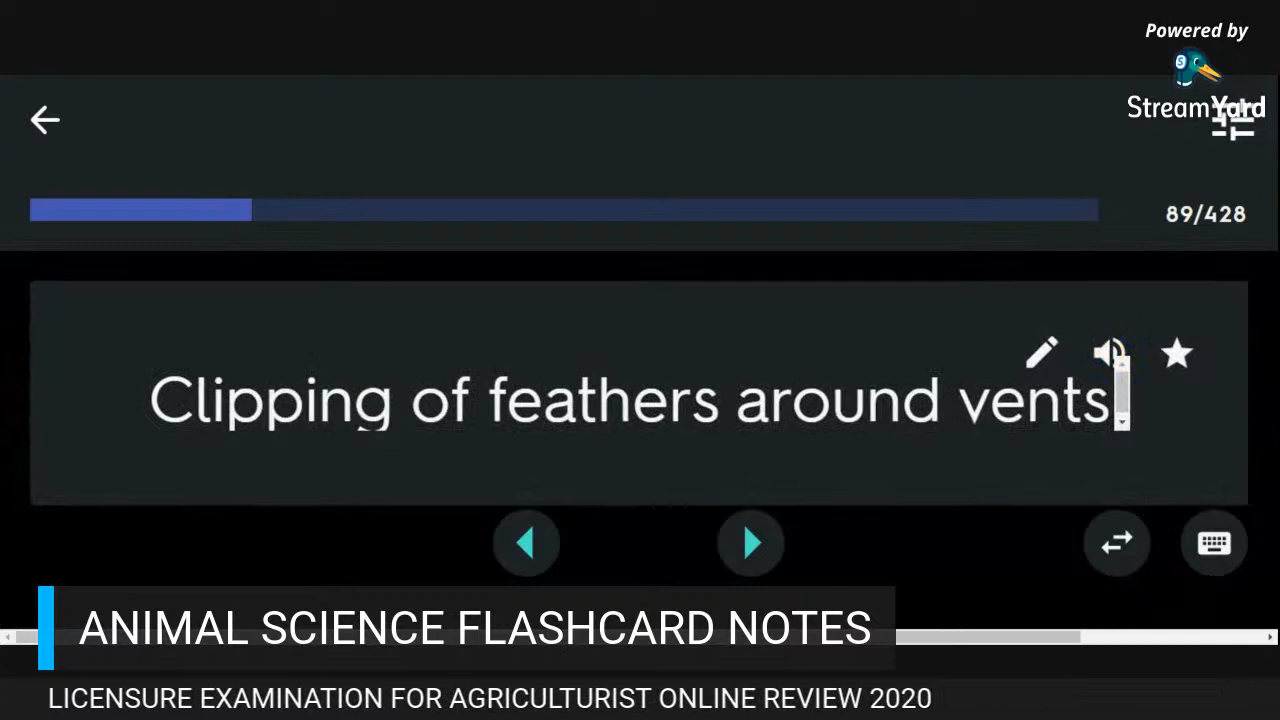 Powered by
StreamYard
89/428
Clipping of feathers around vents
ANIMAL SCIENCE FLASHCARD NOTES
LICENSURE EXAMINATION FOR AGRICULTURIST ONLINE REVIEW 2020